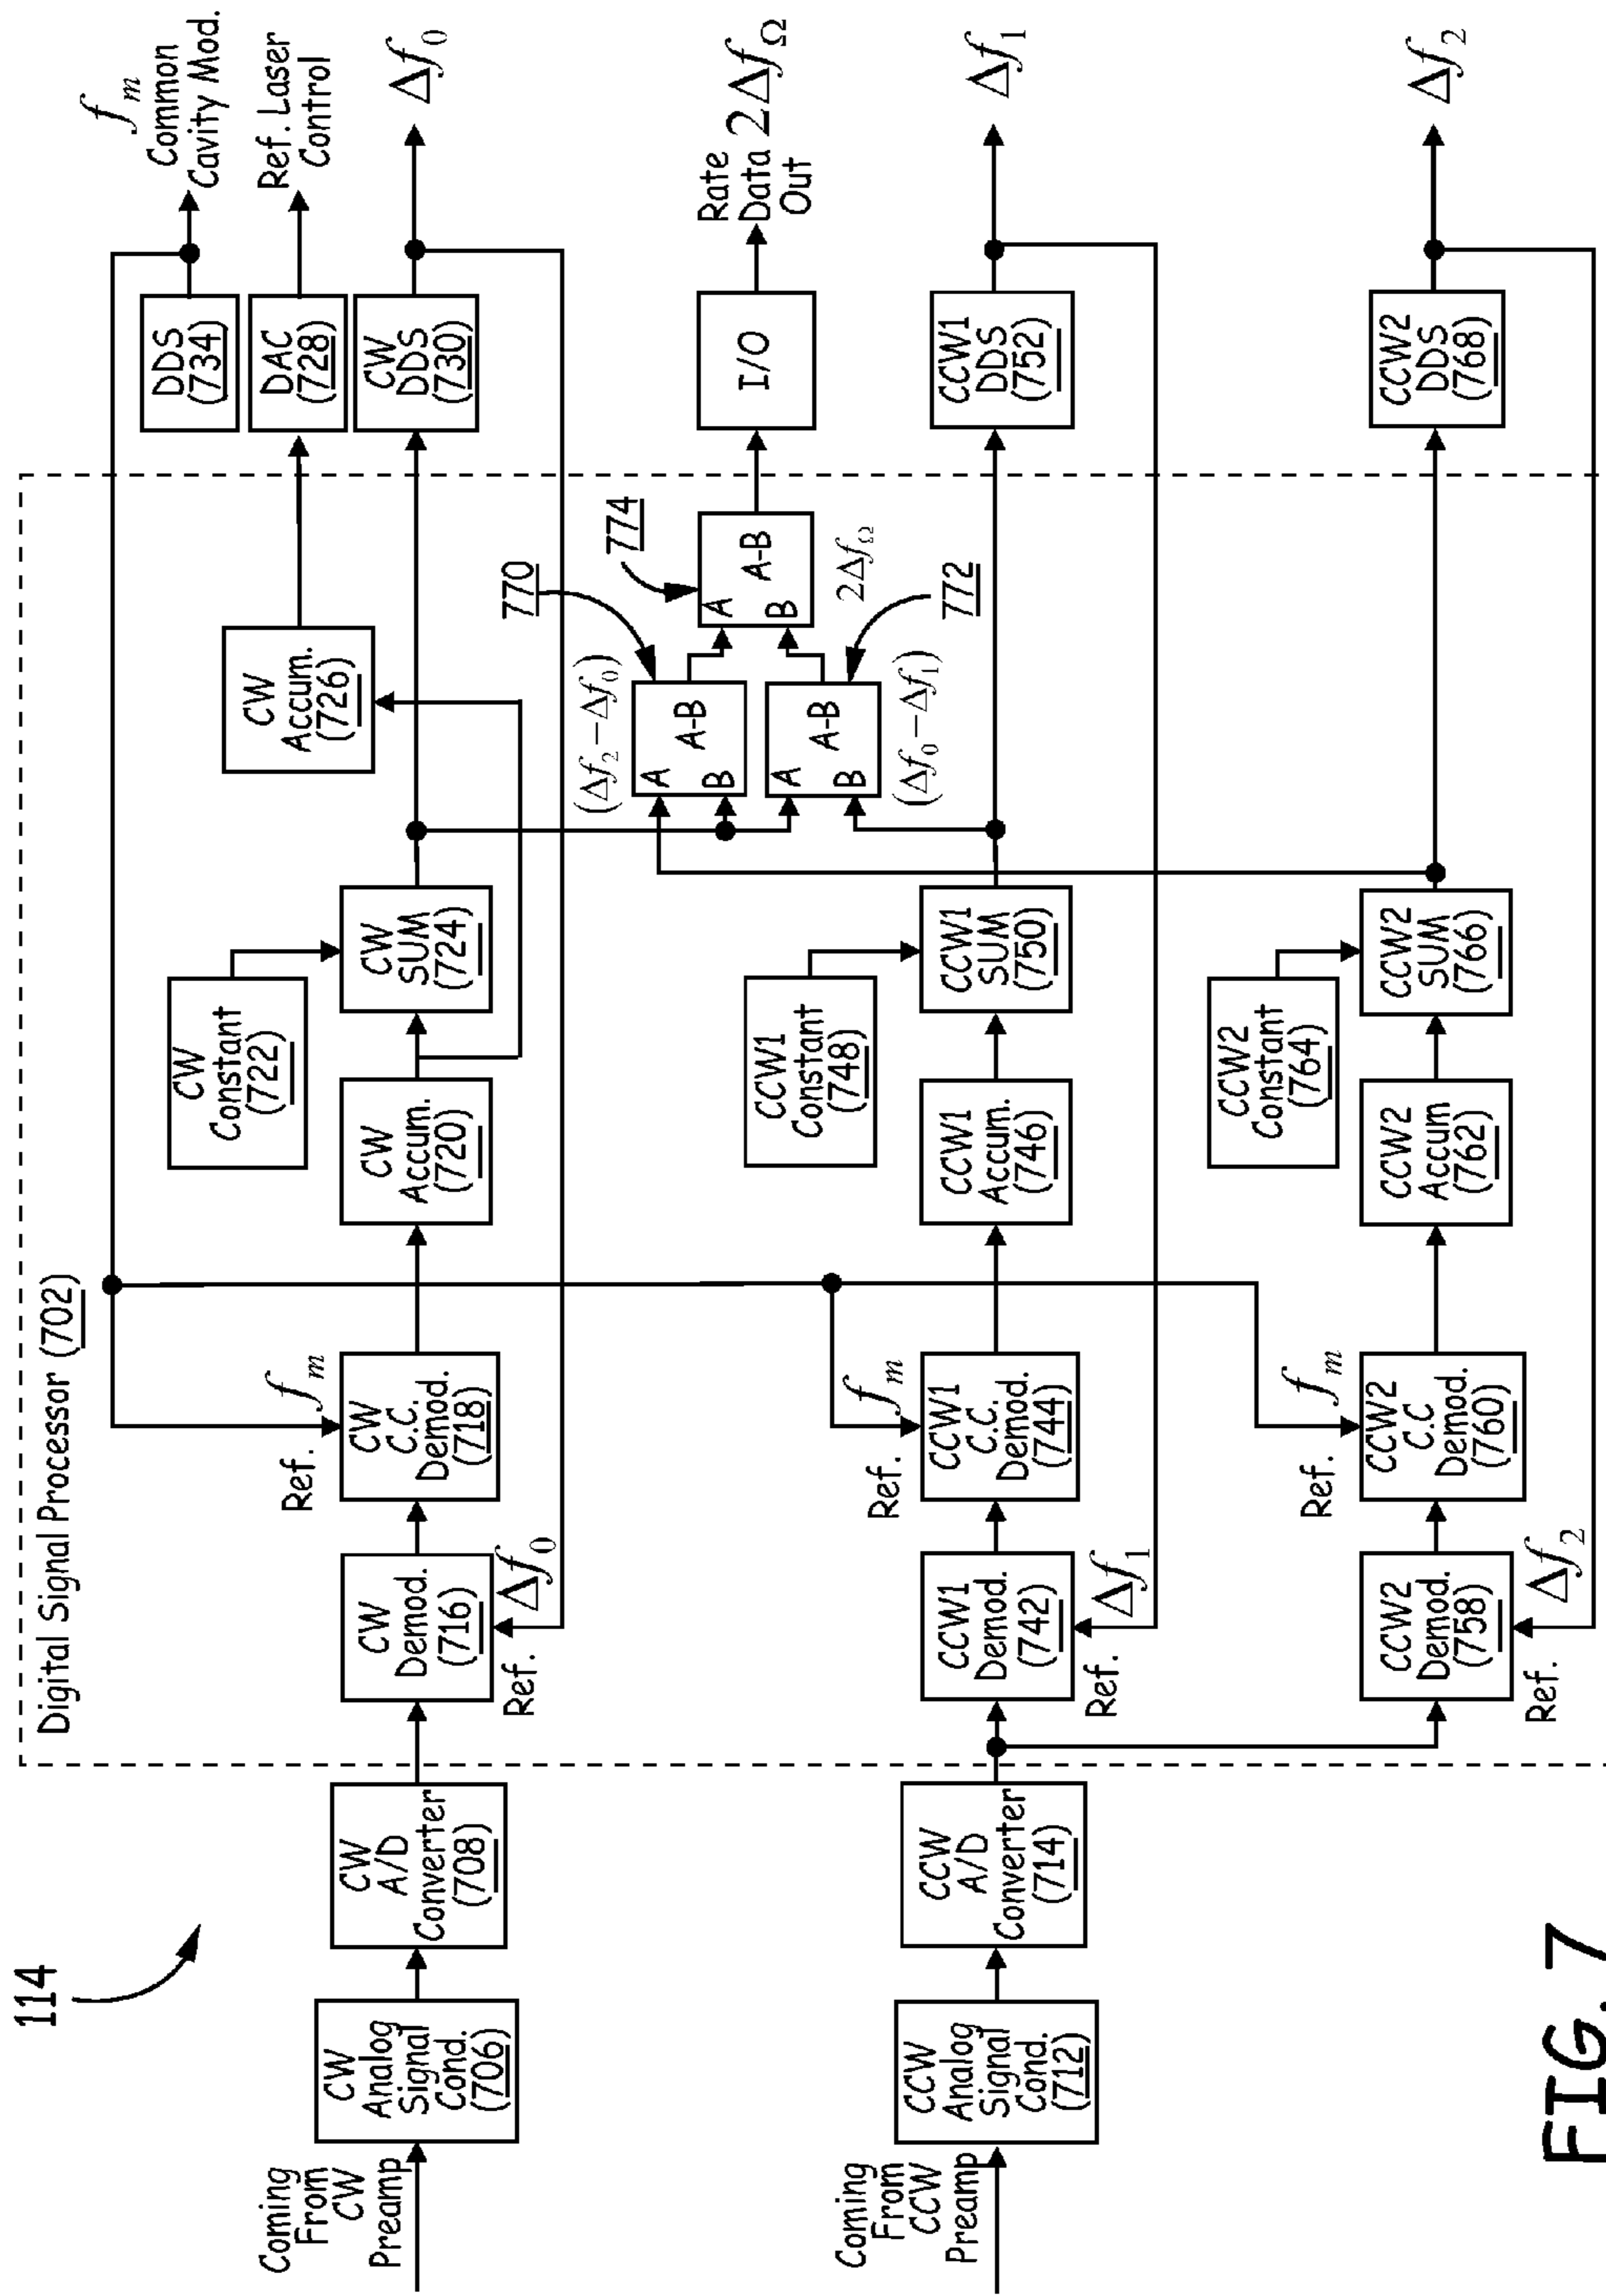 114
Digital Signal Processor (702)
Coming
From
CW
Preamp
CW
Analog
Signal
Cond.
(706)
CW
A/D
Converter
(708)
CW
Demod.
(716)
Ref.
Δf0
CW
C.C.
Demod.
(718)
Ref.
fm
CW
Accum.
(720)
CW
Constant
(722)
CW
SUM
(724)
CW
Accum.
(726)
DDS
(734)
DAC
(728)
CW
DDS
(730)
fm
Common
Cavity Mod.
Ref. Laser
Control
Δf0
770
774
772
(Δf2 − Δf0)
A
B
A-B
A
B
A-B
(Δf0 − Δf1)
A
B
A-B
2ΔfΩ
I/O
Rate
Data
Out
2ΔfΩ
Coming
From
CCW
Preamp
CCW
Analog
Signal
Cond.
(712)
CCW
A/D
Converter
(714)
CCW1
Demod.
(742)
Ref.
Δf1
CCW1
C.C.
Demod.
(744)
Ref.
fm
CCW1
Accum.
(746)
CCW1
Constant
(748)
CCW1
SUM
(750)
CCW1
DDS
(752)
Δf1
CCW2
Demod.
(758)
Ref.
Δf2
CCW2
C.C
Demod.
(760)
Ref.
fm
CCW2
Accum
(762)
CCW2
Constant
(764)
CCW2
SUM
(766)
CCW2
DDS
(768)
Δf2
FIG. 7